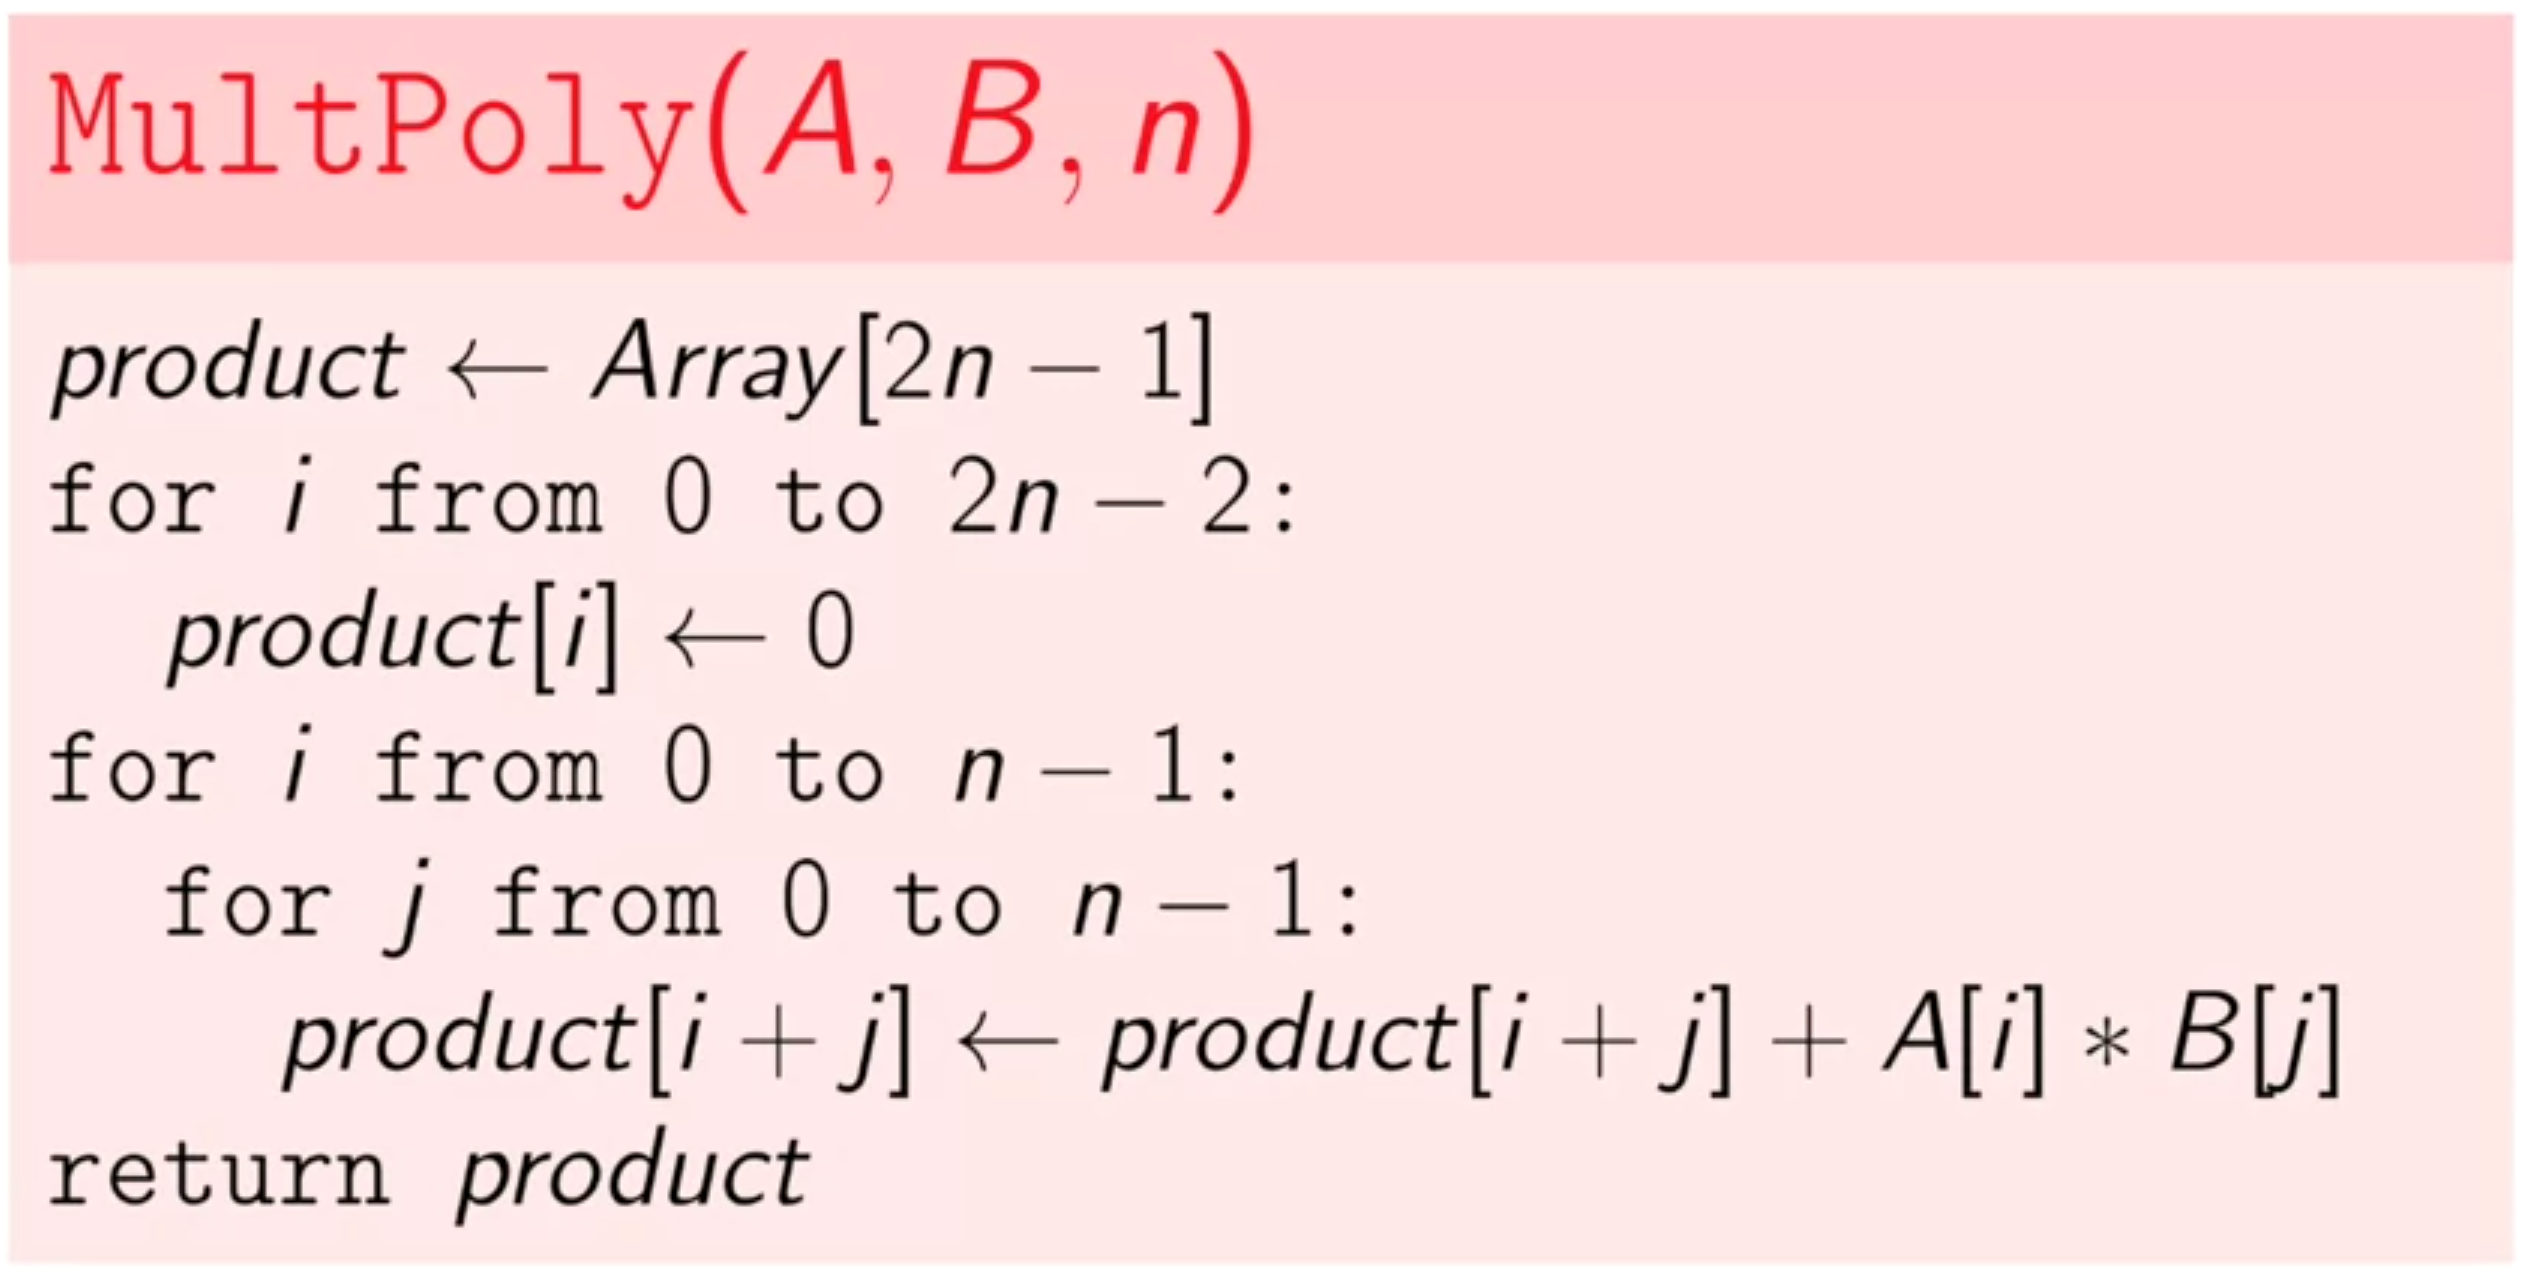 MultPoly(A, B, n)
product ← Array[2n − 1]
for i from 0 to 2n − 2:
product[i] ← 0
for i from 0 to n − 1:
for j from 0 to n − 1:
product[i + j] ← product[i + j] + A[i] * B[j]
return product